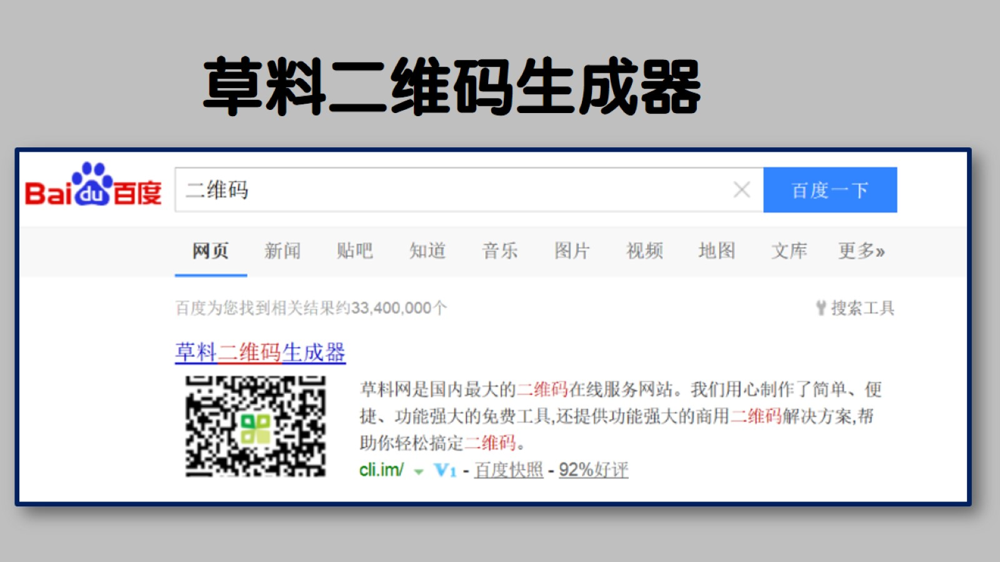 草料二维码生成器
Baidu百度
二维码
百度一下
网页 新闻 贴吧 知道 音乐 图片 视频 地图 文库 更多»
百度为您找到相关结果约33,400,000个
搜索工具
草料二维码生成器
草料网是国内最大的二维码在线服务网站。我们用心制作了简单、便
捷、功能强大的免费工具,还提供功能强大的商用二维码解决方案,帮
助你轻松搞定二维码。
cli.im/ V1 - 百度快照 - 92%好评